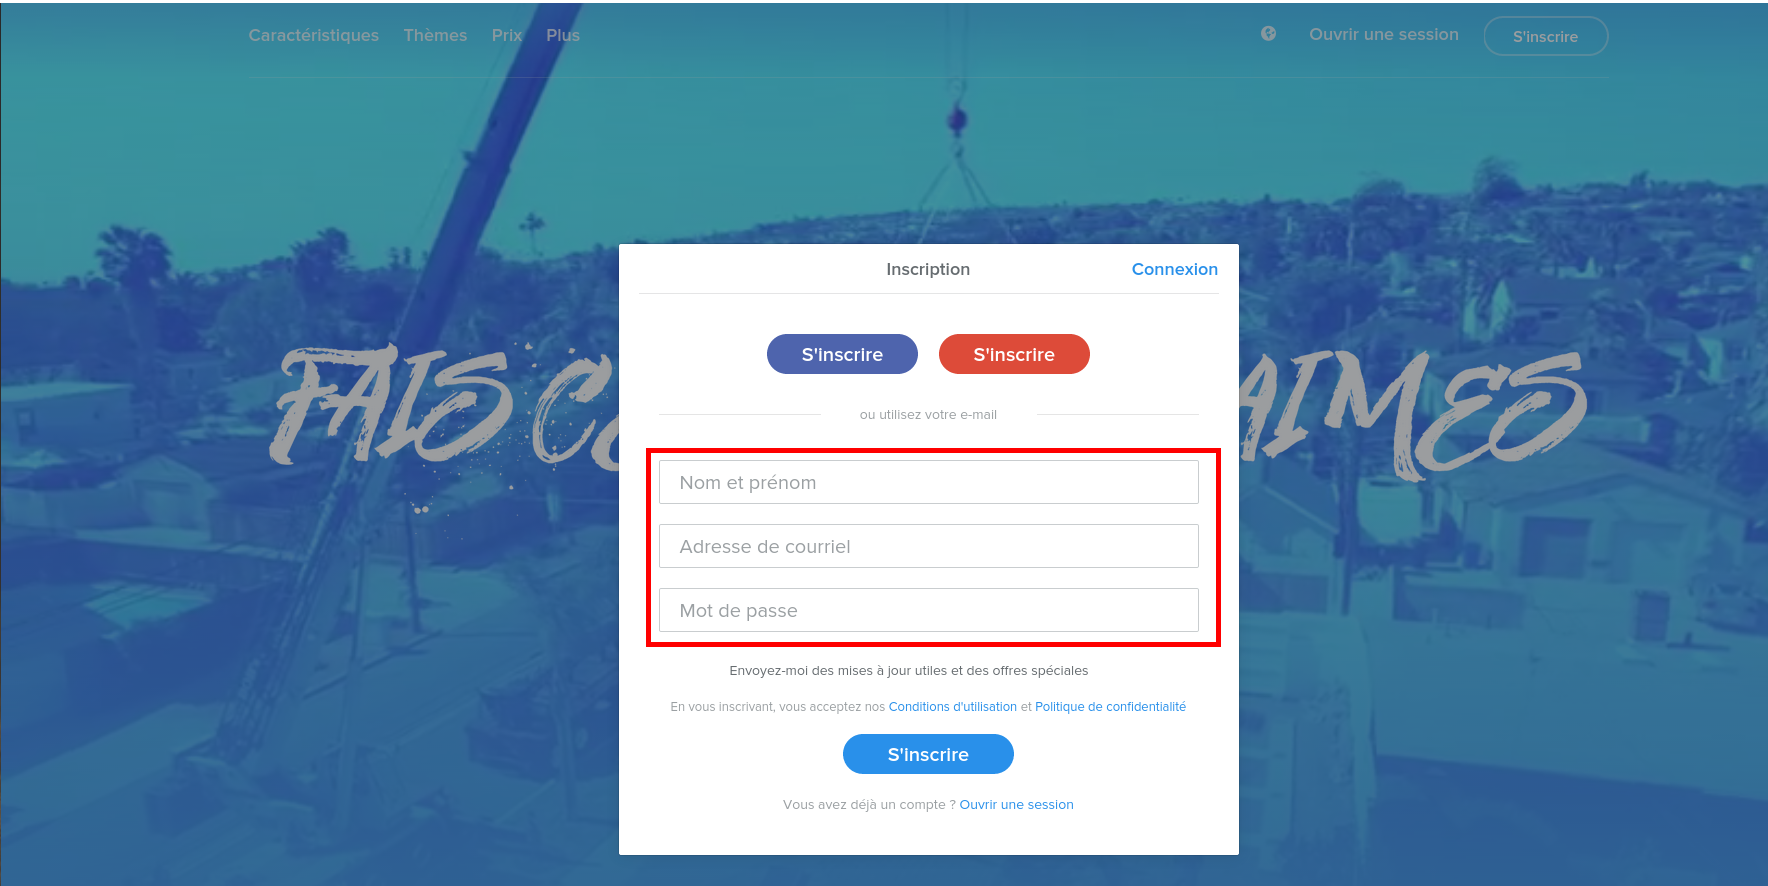 Caractéristiques Thèmes Prix Plus Ouvrir une session S'inscrire
Inscription Connexion
S'inscrire S'inscrire
FAIS C AIMES
ou utilisez votre e-mail
Nom et prénom
Adresse de courriel
Mot de passe
Envoyez-moi des mises à jour utiles et des offres spéciales
En vous inscrivant, vous acceptez nos Conditions d'utilisation et Politique de confidentialité
S'inscrire
Vous avez déjà un compte ? Ouvrir une session